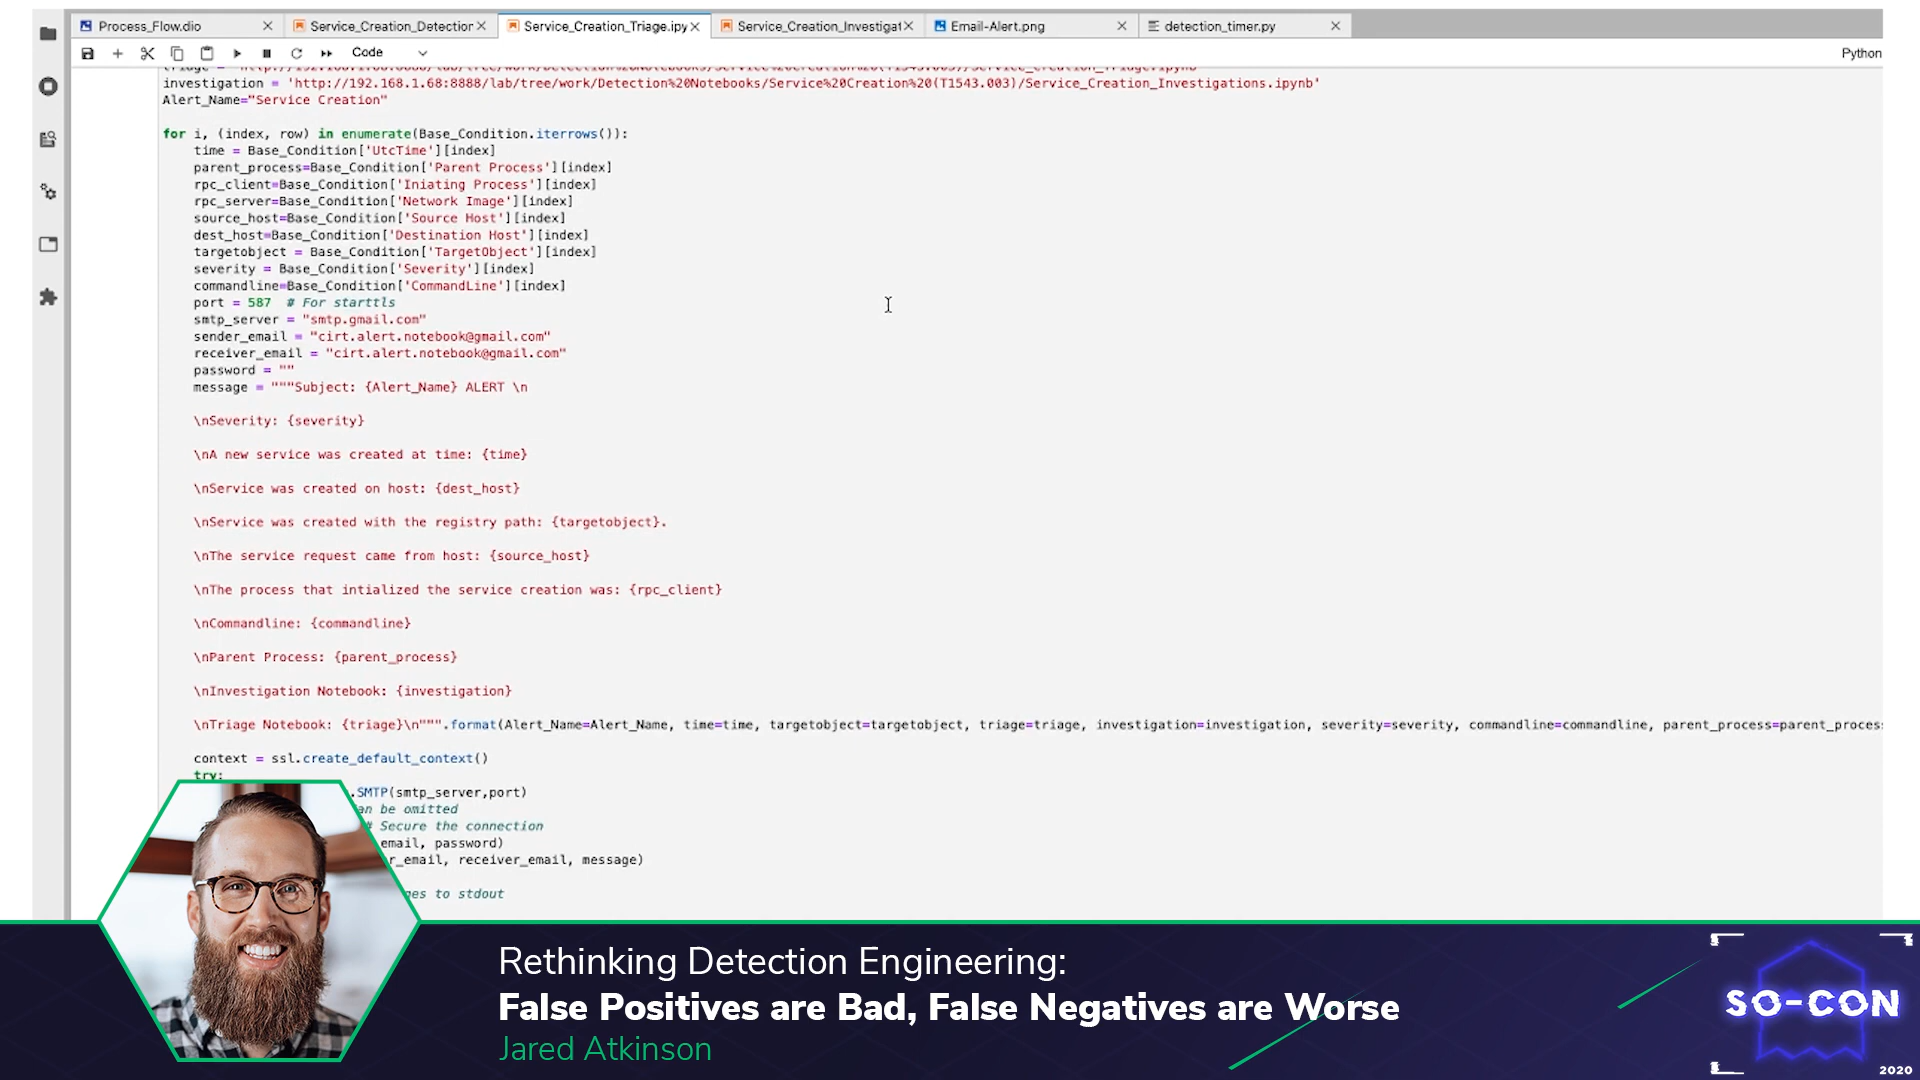 Process_Flow.dio
Service_Creation_Detection
Service_Creation_Triage.ipy
Service_Creation_Investigat
Email-Alert.png
detection_timer.py
Code
Python
investigation = 'http://192.168.1.68:8888/lab/tree/work/Detection%20Notebooks/Service%20Creation%20(T1543.003)/Service_Creation_Investigations.ipynb'
Alert_Name="Service Creation"
for i, (index, row) in enumerate(Base_Condition.iterrows()):
time = Base_Condition['UtcTime'][index]
parent_process=Base_Condition['Parent Process'][index]
rpc_client=Base_Condition['Iniating Process'][index]
rpc_server=Base_Condition['Network Image'][index]
source_host=Base_Condition['Source Host'][index]
dest_host=Base_Condition['Destination Host'][index]
targetobject = Base_Condition['TargetObject'][index]
severity = Base_Condition['Severity'][index]
commandline=Base_Condition['CommandLine'][index]
port = 587  # For starttls
smtp_server = "smtp.gmail.com"
sender_email = "cirt.alert.notebook@gmail.com"
receiver_email = "cirt.alert.notebook@gmail.com"
password = ""
message = """Subject: {Alert_Name} ALERT \n
\nSeverity: {severity}
\nA new service was created at time: {time}
\nService was created on host: {dest_host}
\nService was created with the registry path: {targetobject}.
\nThe service request came from host: {source_host}
\nThe process that intialized the service creation was: {rpc_client}
\nCommandline: {commandline}
\nParent Process: {parent_process}
\nInvestigation Notebook: {investigation}
\nTriage Notebook: {triage}\n""".format(Alert_Name=Alert_Name, time=time, targetobject=targetobject, triage=triage, investigation=investigation, severity=severity, commandline=commandline, parent_process=parent_process
context = ssl.create_default_context()
try:
.SMTP(smtp_server,port)
an be omitted
# Secure the connection
email, password)
r_email, receiver_email, message)
ges to stdout
Rethinking Detection Engineering:
False Positives are Bad, False Negatives are Worse
Jared Atkinson
SO-CON
2020